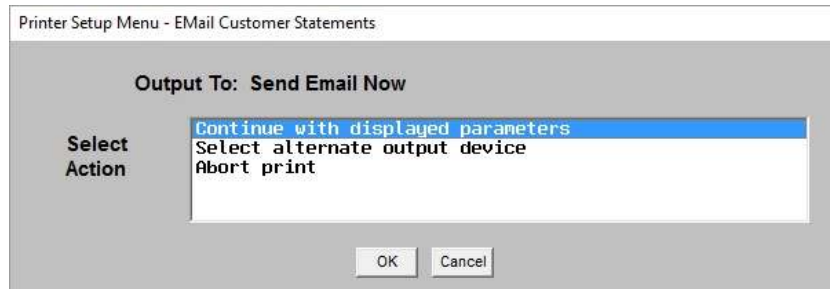 Printer Setup Menu - EMail Customer Statements
Output To: Send Email Now
Select
Action
Continue with displayed parameters
Select alternate output device
Abort print
OK
Cancel